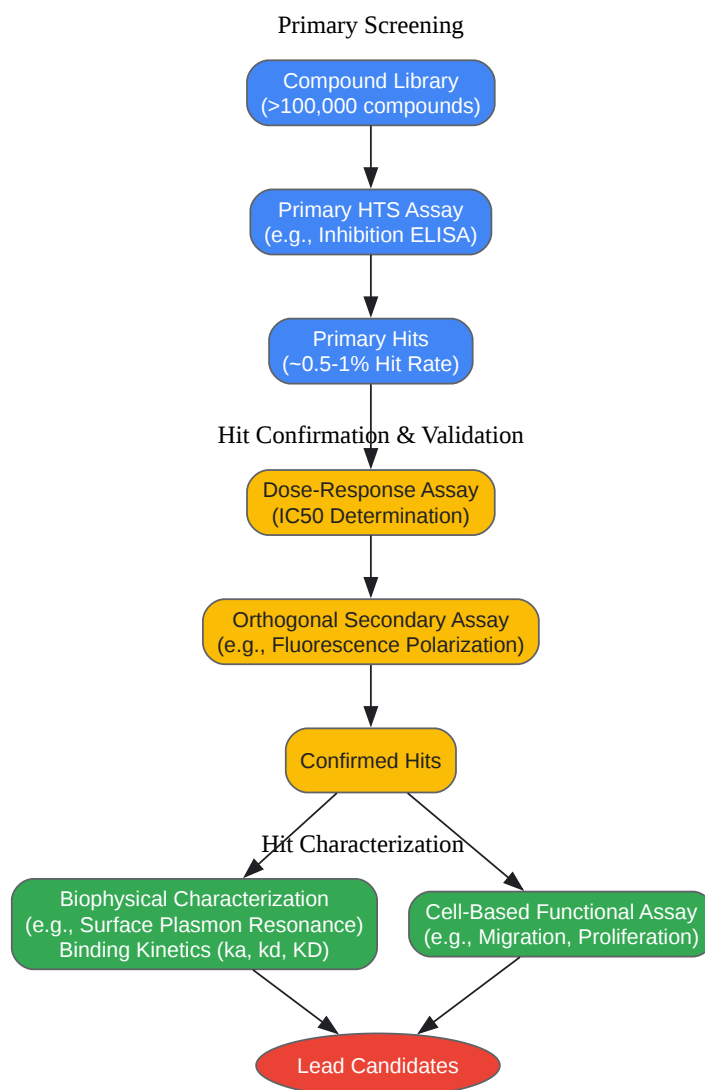 Primary Screening
Compound Library
(>100,000 compounds)
Primary HTS Assay
(e.g., Inhibition ELISA)
Primary Hits
(~0.5-1% Hit Rate)
Hit Confirmation & Validation
Dose-Response Assay
(IC50 Determination)
Orthogonal Secondary Assay
(e.g., Fluorescence Polarization)
Confirmed Hits
Hit Characterization
Biophysical Characterization
(e.g., Surface Plasmon Resonance)
Binding Kinetics (ka, kd, KD)
Cell-Based Functional Assay
(e.g., Migration, Proliferation)
Lead Candidates